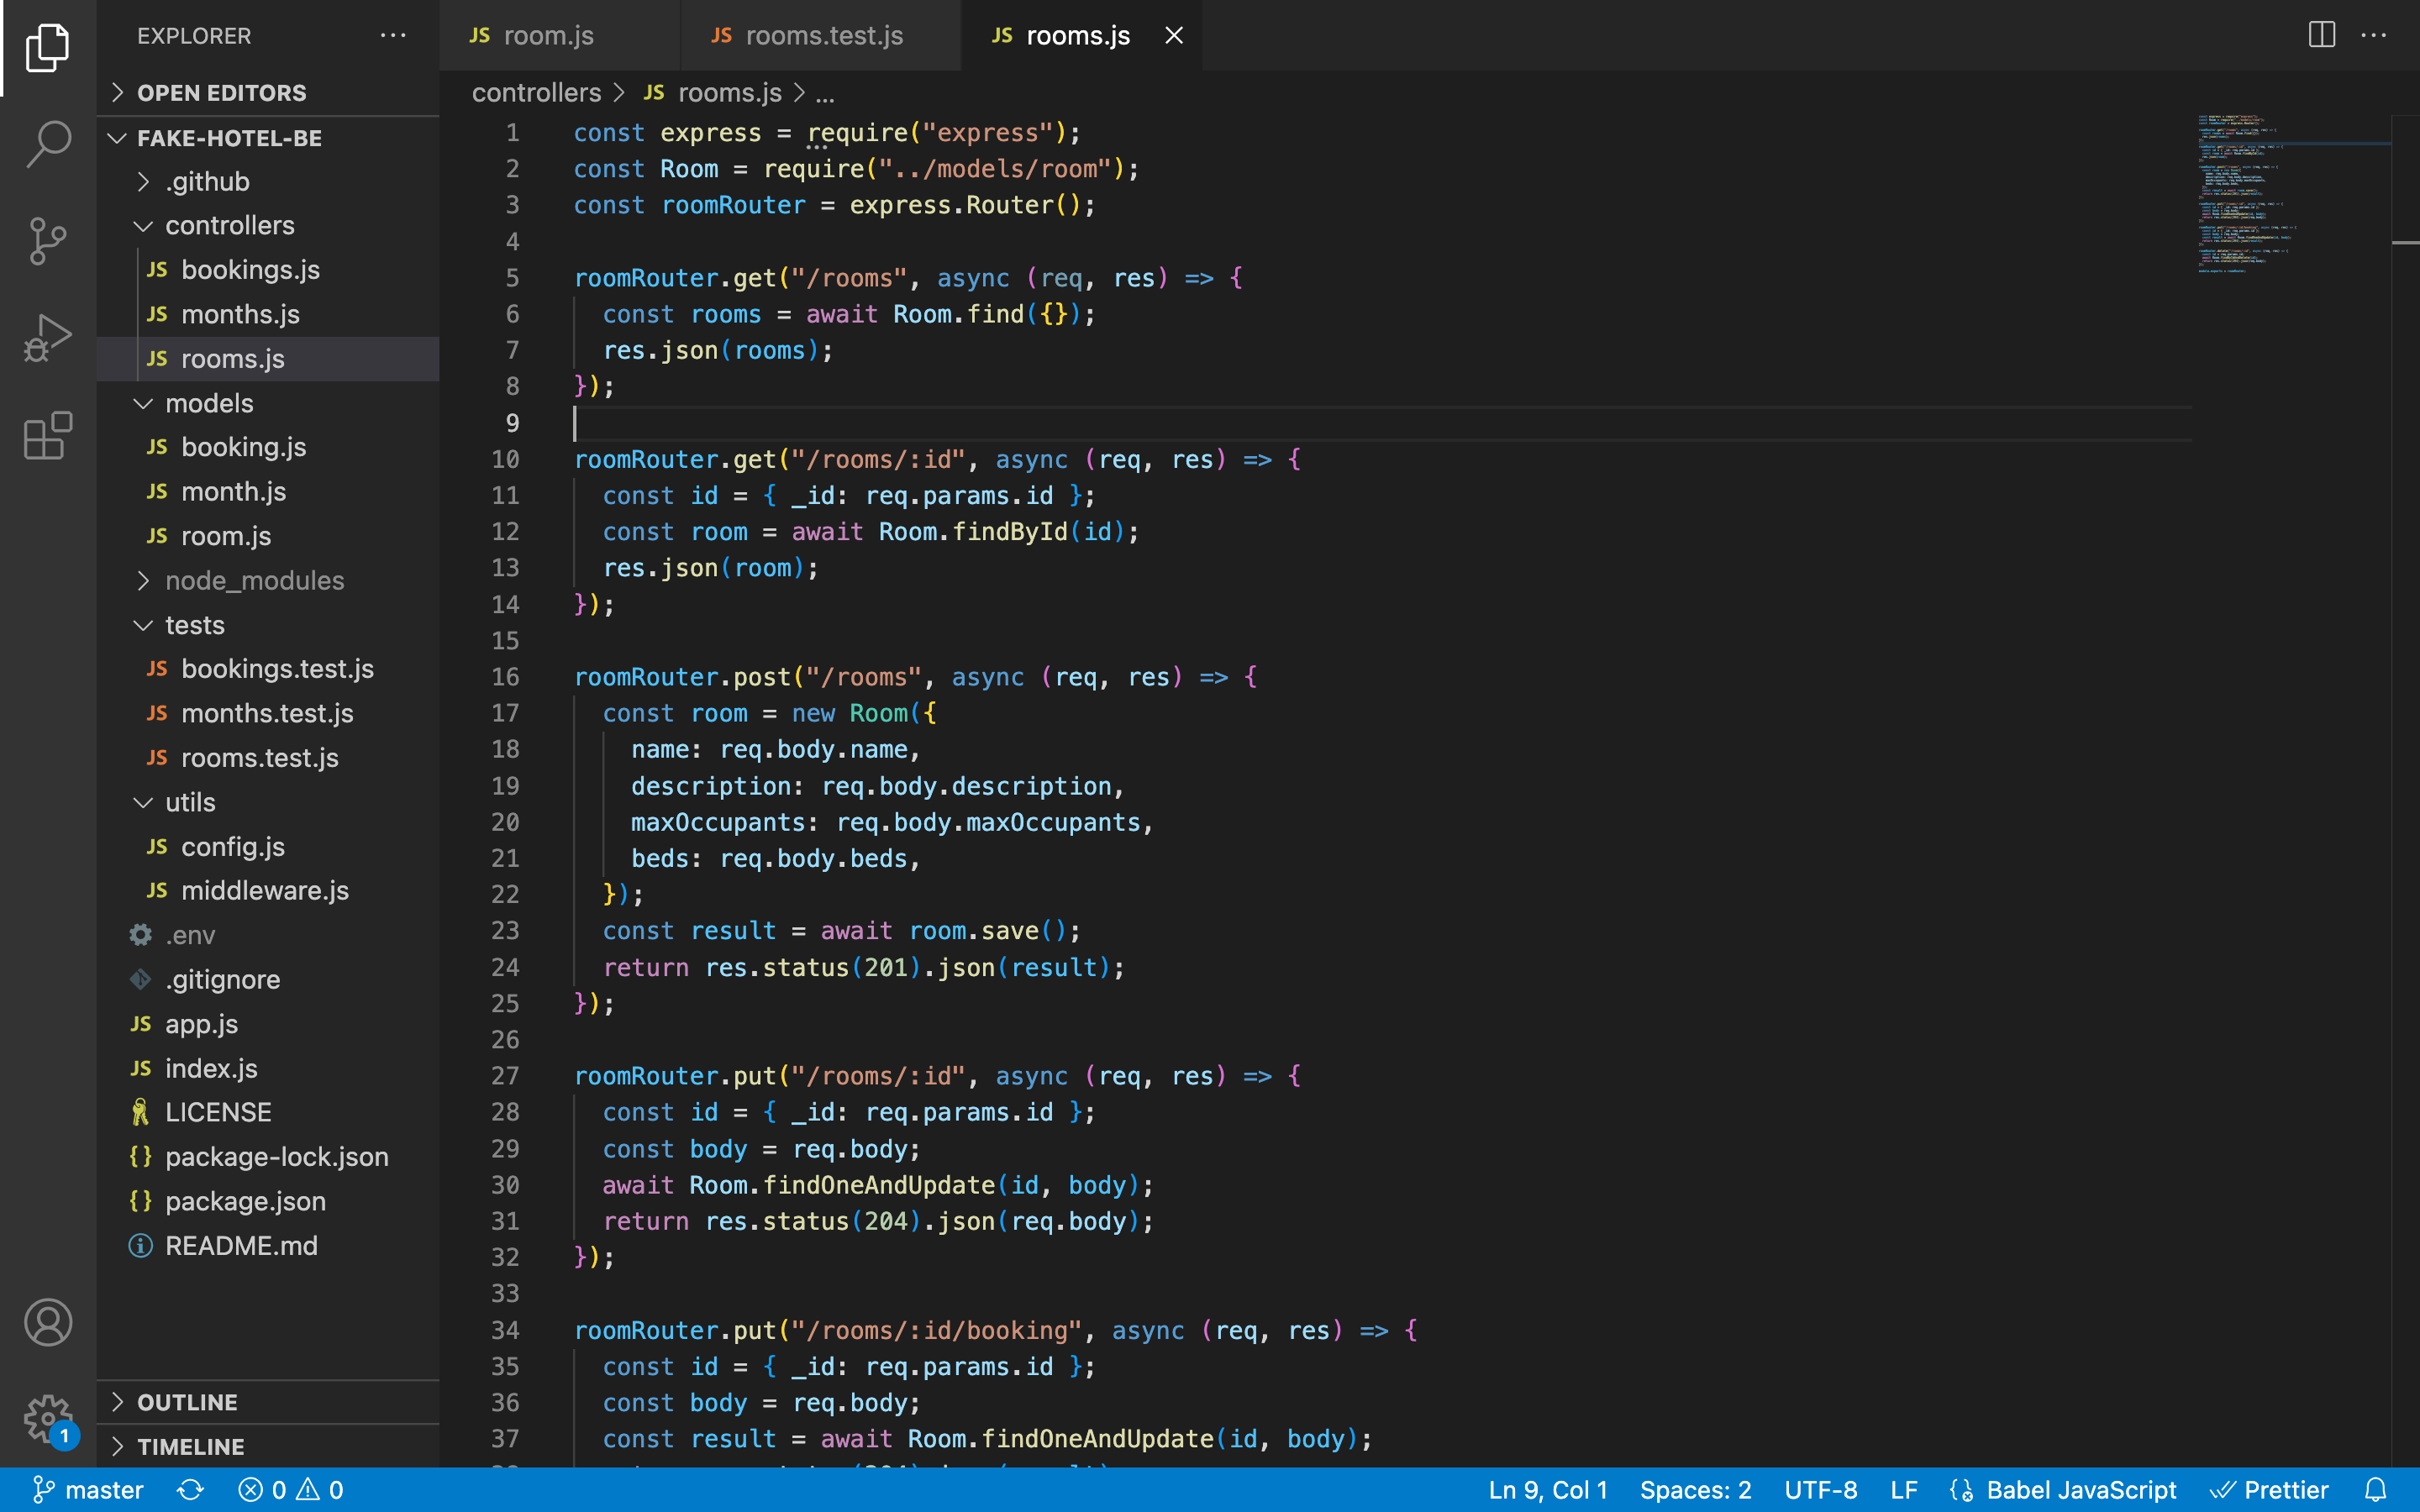 EXPLORER
OPEN EDITORS
FAKE-HOTEL-BE
.github
controllers
JS bookings.js
JS months.js
JS rooms.js
models
JS booking.js
JS month.js
JS room.js
node_modules
tests
JS bookings.test.js
JS months.test.js
JS rooms.test.js
utils
JS config.js
JS middleware.js
.env
.gitignore
JS app.js
JS index.js
LICENSE
{} package-lock.json
{} package.json
README.md
OUTLINE
TIMELINE
1
JS room.js JS rooms.test.js JS rooms.js
controllers > JS rooms.js > ...
1 const express = require("express");
2 const Room = require("../models/room");
3 const roomRouter = express.Router();
4
5 roomRouter.get("/rooms", async (req, res) => {
6 const rooms = await Room.find({});
7 res.json(rooms);
8 });
9
10 roomRouter.get("/rooms/:id", async (req, res) => {
11 const id = { _id: req.params.id };
12 const room = await Room.findById(id);
13 res.json(room);
14 });
15
16 roomRouter.post("/rooms", async (req, res) => {
17 const room = new Room({
18 name: req.body.name,
19 description: req.body.description,
20 maxOccupants: req.body.maxOccupants,
21 beds: req.body.beds,
22 });
23 const result = await room.save();
24 return res.status(201).json(result);
25 });
26
27 roomRouter.put("/rooms/:id", async (req, res) => {
28 const id = { _id: req.params.id };
29 const body = req.body;
30 await Room.findOneAndUpdate(id, body);
31 return res.status(204).json(req.body);
32 });
33
34 roomRouter.put("/rooms/:id/booking", async (req, res) => {
35 const id = { _id: req.params.id };
36 const body = req.body;
37 const result = await Room.findOneAndUpdate(id, body);
master 0 0 Ln 9, Col 1 Spaces: 2 UTF-8 LF Babel JavaScript Prettier